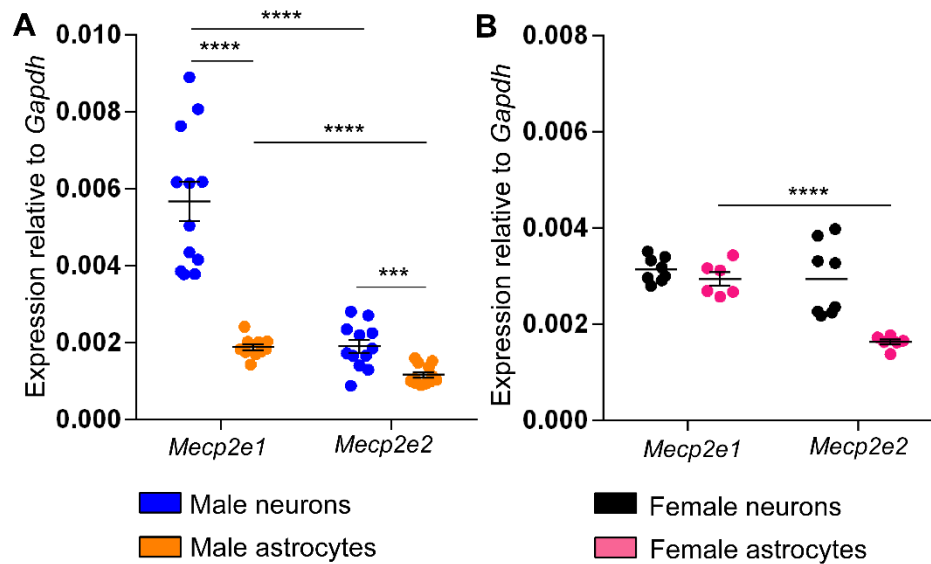 A
Expression relative to Gapdh
0.010
0.008
0.006
0.004
0.002
0.000
****
****
****
***
Mecp2e1
Mecp2e2
Male neurons
Male astrocytes
B
Expression relative to Gapdh
0.008
0.006
0.004
0.002
0.000
****
Mecp2e1
Mecp2e2
Female neurons
Female astrocytes